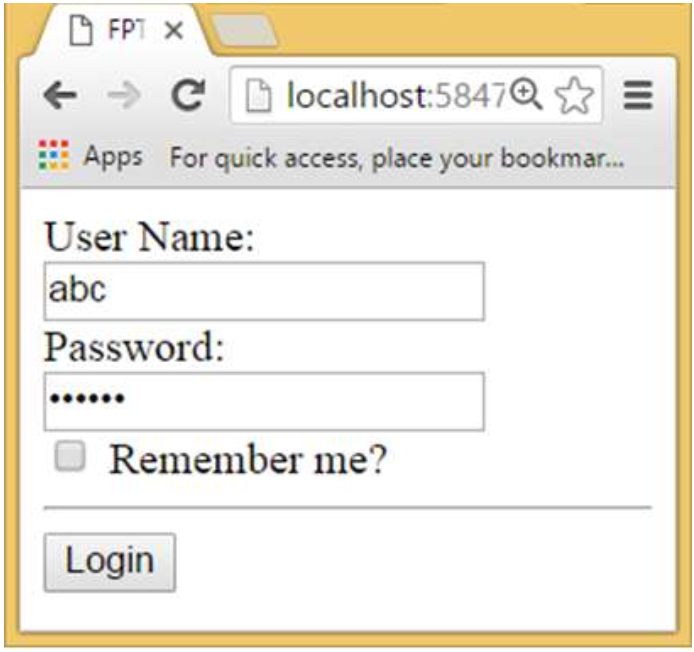 FPT
localhost:5847
Apps For quick access, place your bookmar...
User Name:
abc
Password:
••••••
Remember me?
Login